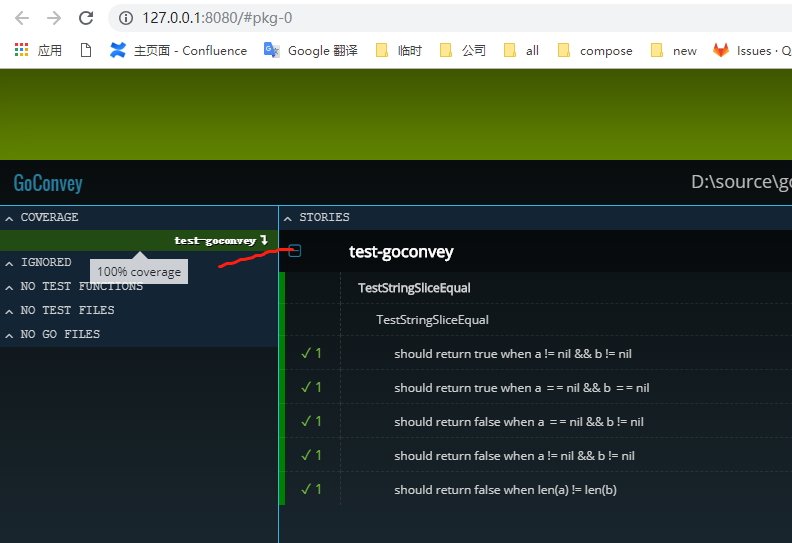 127.0.0.1:8080/#pkg-0
应用 主页面 - Confluence Google 翻译 临时 公司 all compose new Issues · Q
GoConvey D:\source\go
COVERAGE
test-goconvey
100% coverage
IGNORED
NO TEST FUNCTIONS
NO TEST FILES
NO GO FILES
STORIES
test-goconvey
TestStringSliceEqual
TestStringSliceEqual
✓ 1 should return true when a != nil && b != nil
✓ 1 should return true when a == nil && b == nil
✓ 1 should return false when a == nil && b != nil
✓ 1 should return false when a != nil && b != nil
✓ 1 should return false when len(a) != len(b)